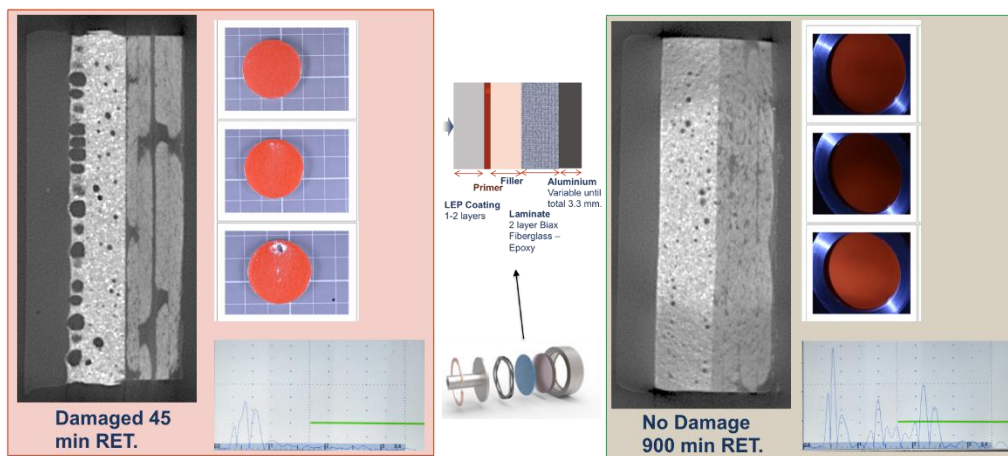 Damaged 45
min RET.
Filler
Primer
Aluminium
Variable until
total 3.3 mm.
LEP Coating
1-2 layers
Laminate
2 layer Biax
Fiberglass –
Epoxy
No Damage
900 min RET.